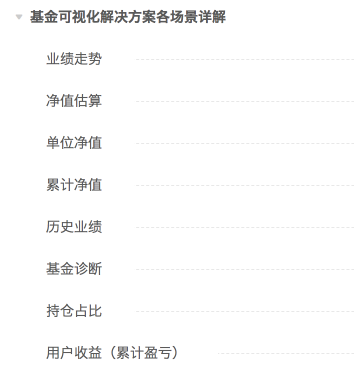 基金可视化解决方案各场景详解
业绩走势
净值估算
单位净值
累计净值
历史业绩
基金诊断
持仓占比
用户收益（累计盈亏）